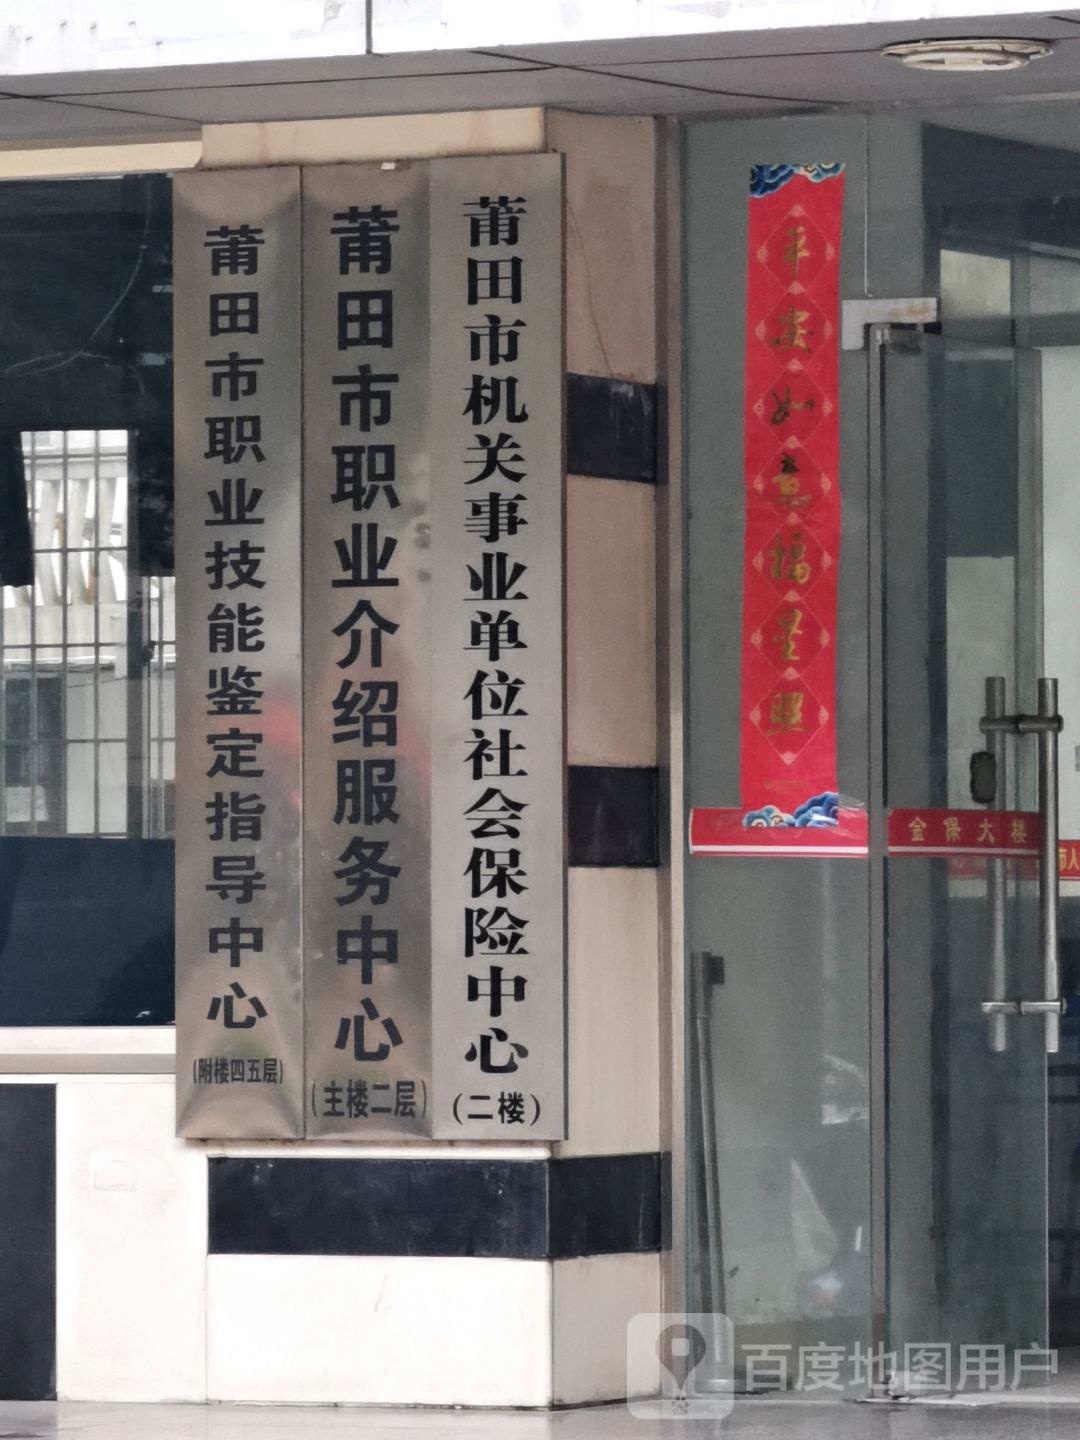 莆田市职业技能鉴定指导中心
(附楼四五层)
莆田市职业介绍服务中心
(主楼二层)
莆田市机关事业单位社会保险中心
(二楼)
平安如意福星照
金保大楼
市人
百度地图用户